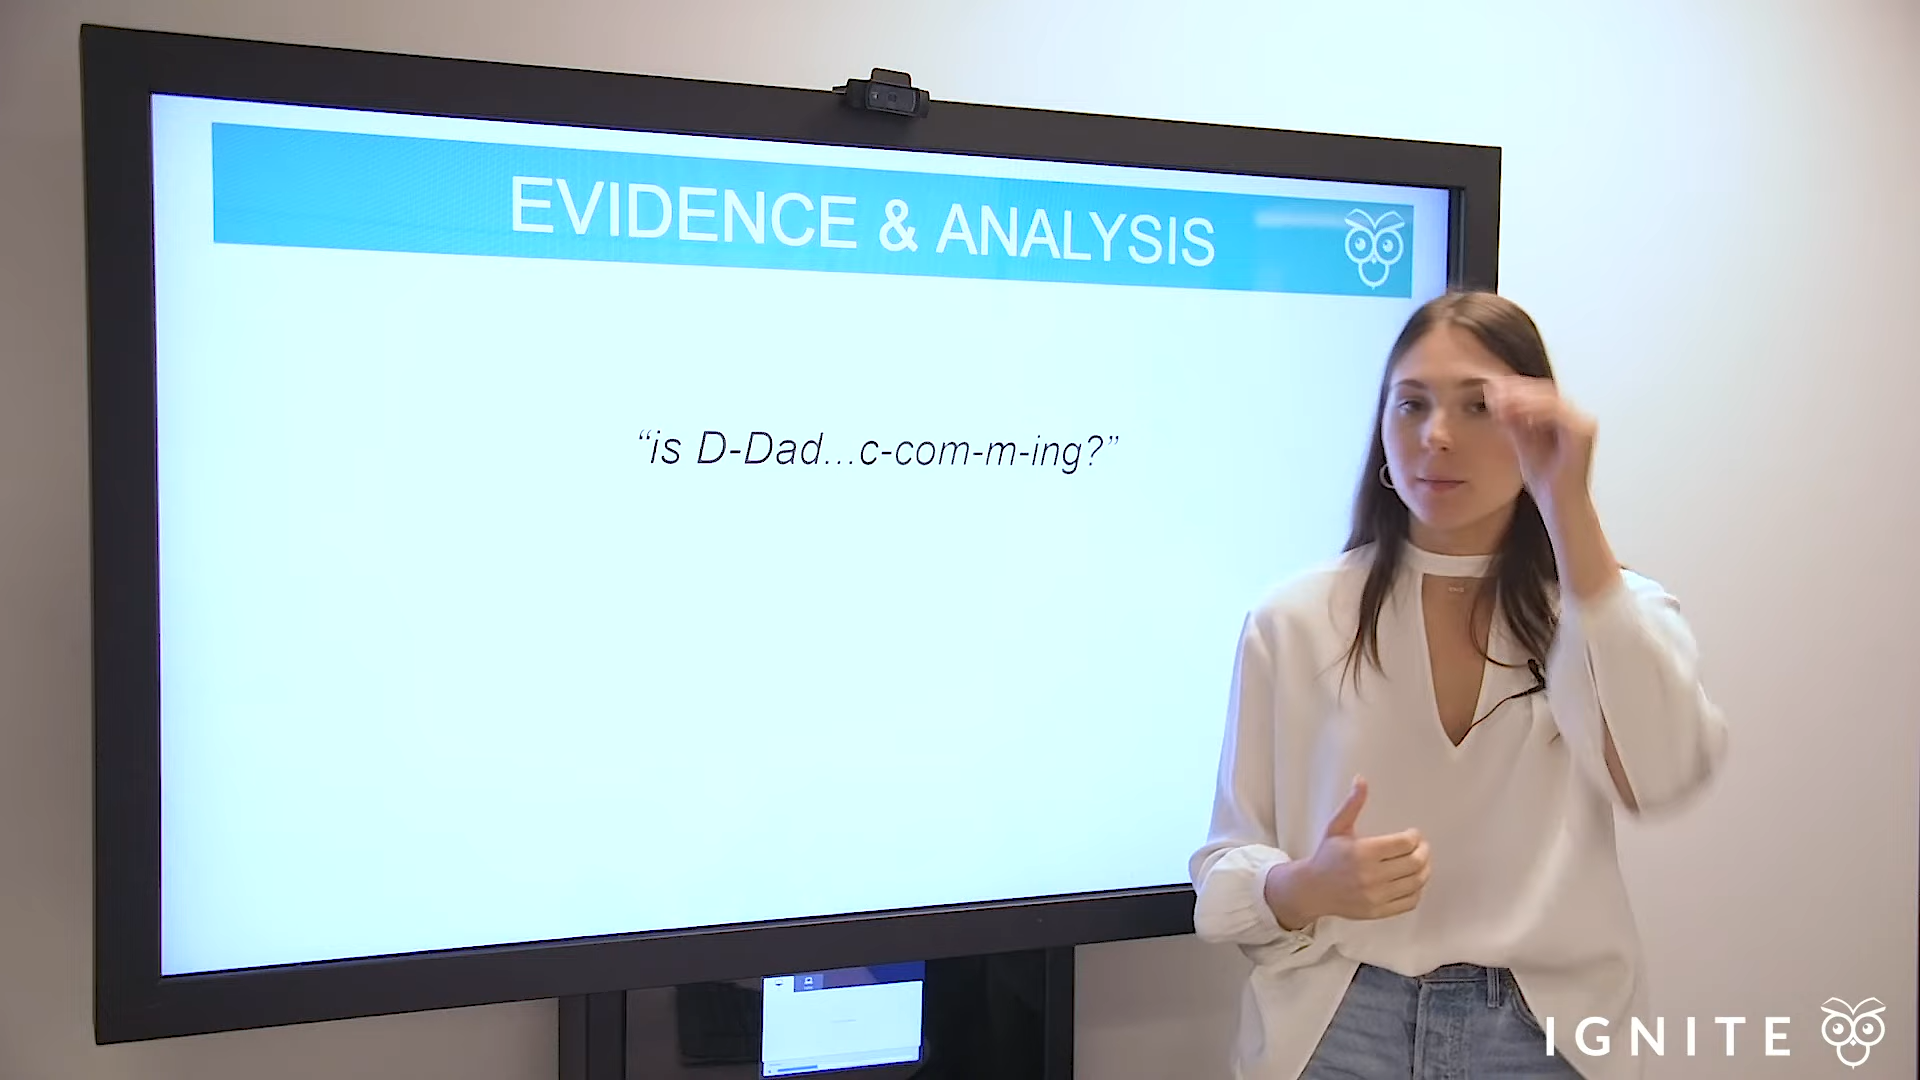 EVIDENCE & ANALYSIS
“is D-Dad...c-com-m-ing?”
IGNITE